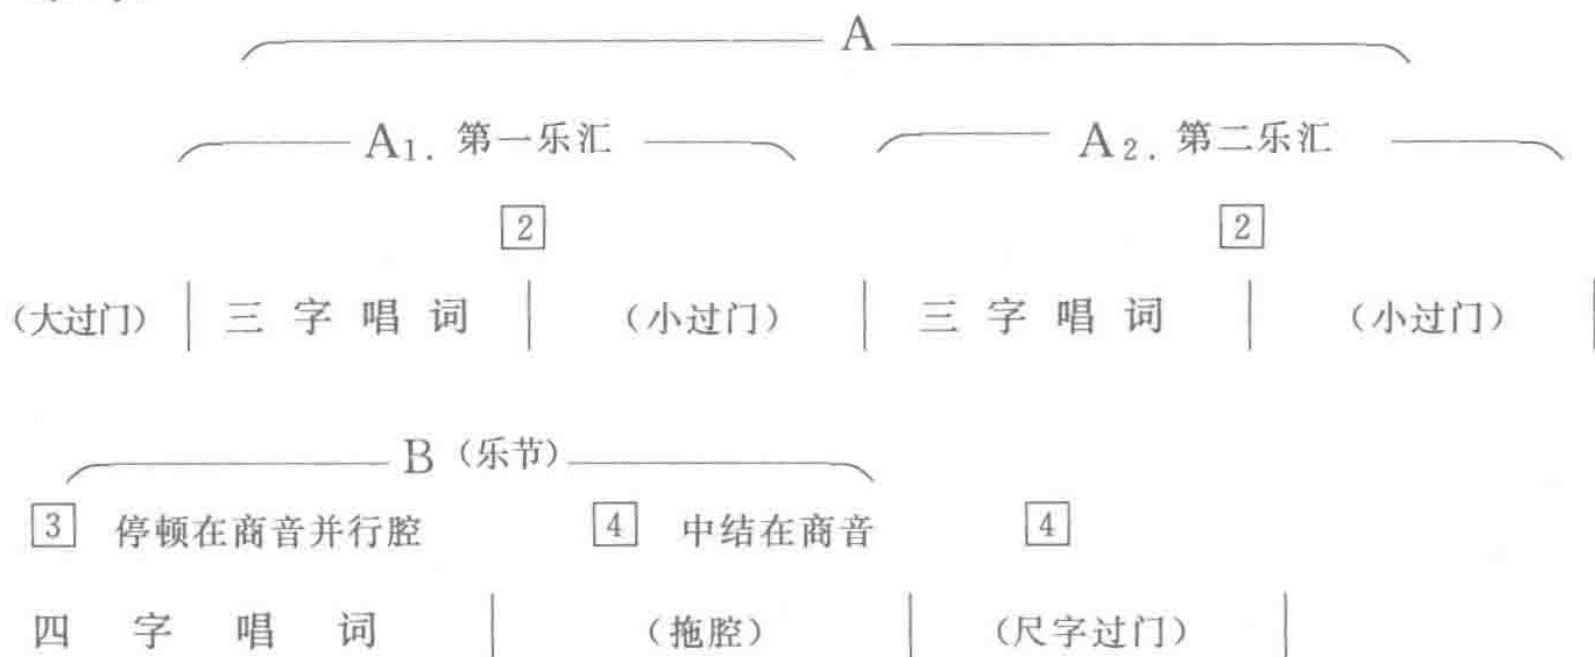 A
A1. 第一乐汇 A2. 第二乐汇
2 2
(大过门) 三字唱词 (小过门) 三字唱词 (小过门)
B (乐节)
3 停顿在商音并行腔 4 中结在商音 4
四字唱词 (拖腔) (尺字过门)